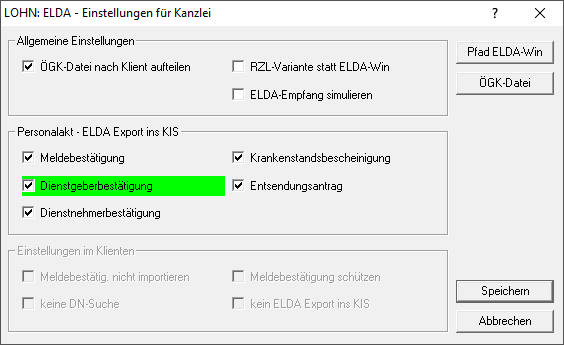 LOHN: ELDA - Einstellungen für Kanzlei
Allgemeine Einstellungen
ÖGK-Datei nach Klient aufteilen
RZL-Variante statt ELDA-Win
ELDA-Empfang simulieren
Pfad ELDA-Win
ÖGK-Datei
Personalakt - ELDA Export ins KIS
Meldebestätigung
Krankenstandsbescheinigung
Dienstgeberbestätigung
Entsendungsantrag
Dienstnehmerbestätigung
Einstellungen im Klienten
Meldebestätig. nicht importieren
Meldebestätigung schützen
keine DN-Suche
kein ELDA Export ins KIS
Speichern
Abbrechen